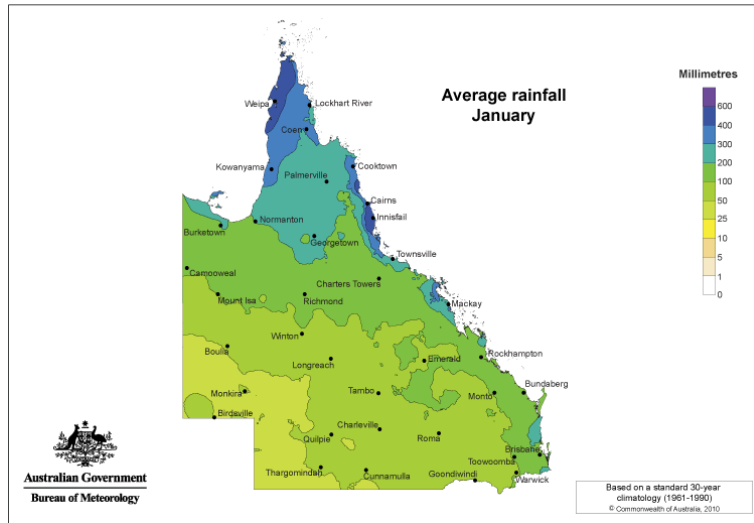 Average rainfall
January
Millimetres
600
400
300
200
100
50
25
10
5
1
0
Weipa
Lockhart River
Coen
Kowanyama
Cooktown
Palmerville
Cairns
Innisfail
Normanton
Burketown
Georgetown
Townsville
Camooweal
Charters Towers
Mount Isa
Richmond
Mackay
Winton
Boulia
Longreach
Emerald
Rockhampton
Monkira
Tambo
Monto
Bundaberg
Birdsville
Charleville
Quilpie
Roma
Brisbane
Toowoomba
Thargomindah
Cunnamulla
Goondiwindi
Warwick
Australian Government
Bureau of Meteorology
Based on a standard 30-year
climatology (1961-1990)
© Commonwealth of Australia, 2010